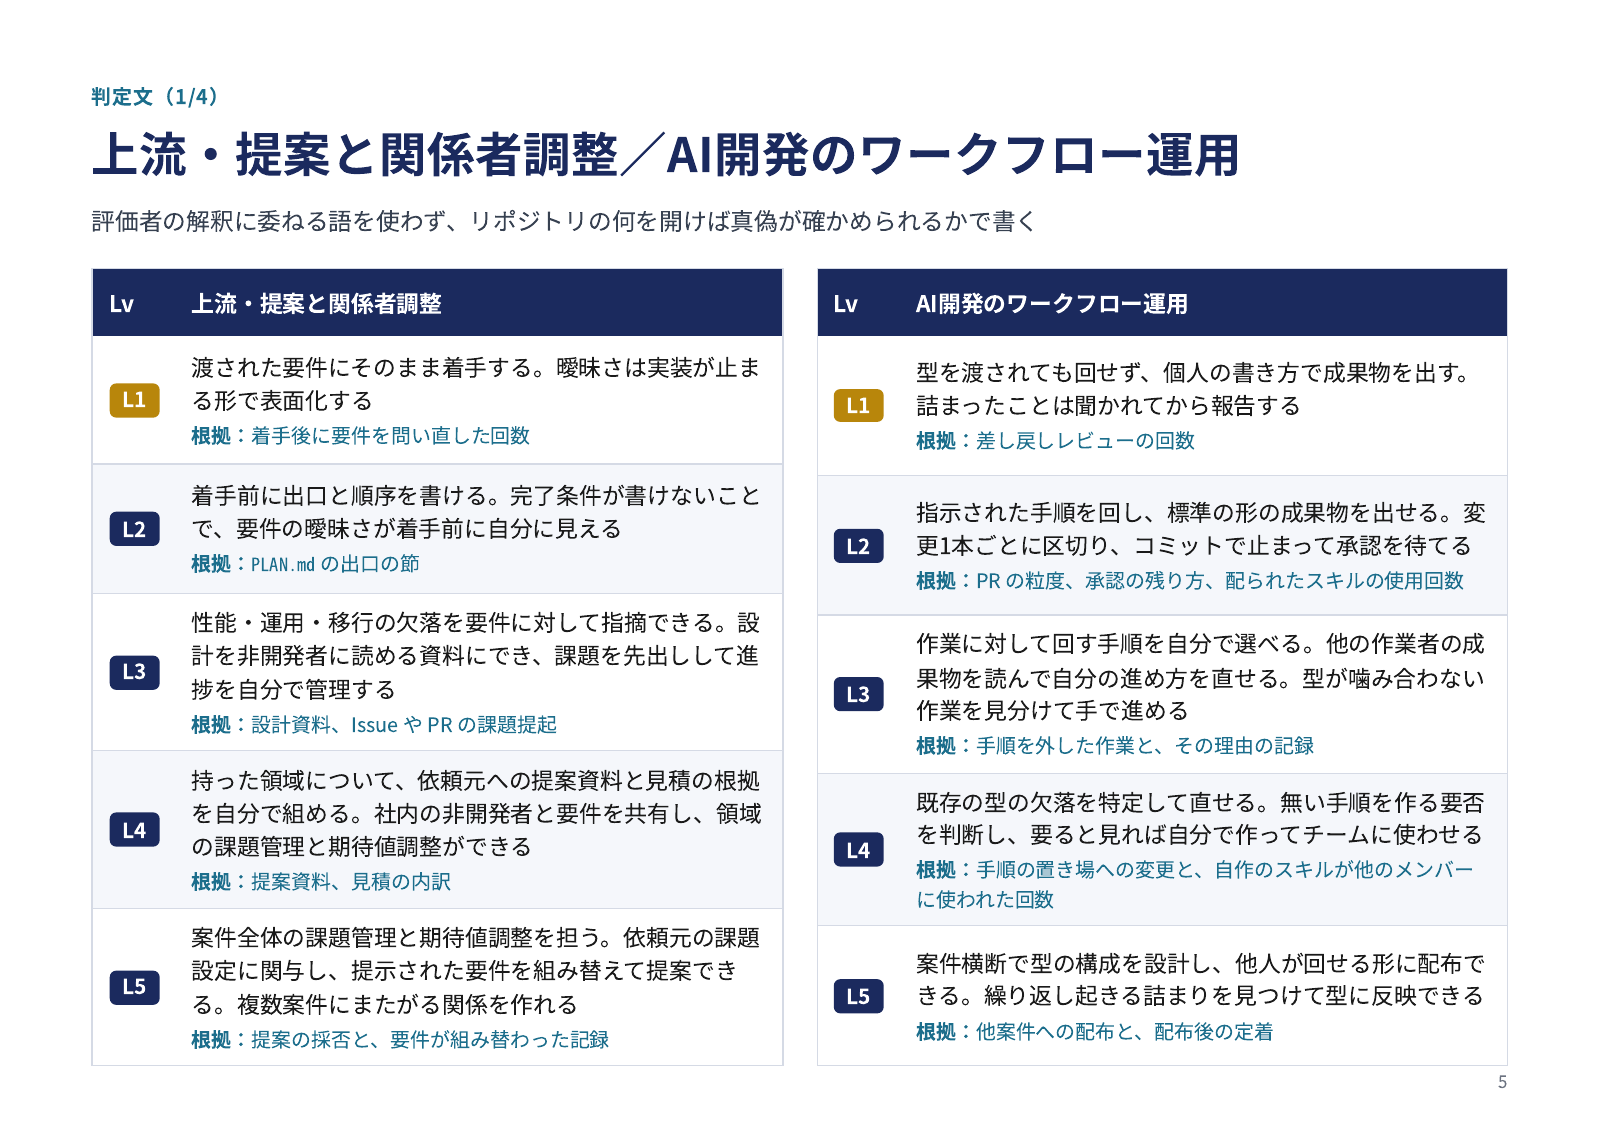 判定文（1/4）
上流・提案と関係者調整／AI開発のワークフロー運用
評価者の解釈に委ねる語を使わず、リポジトリの何を開けば真偽が確かめられるかで書く
Lv 上流・提案と関係者調整
L1
渡された要件にそのまま着手する。曖昧さは実装が止ま
る形で表面化する
根拠：着手後に要件を問い直した回数
L2
着手前に出口と順序を書ける。完了条件が書けないこと
で、要件の曖昧さが着手前に自分に見える
根拠：PLAN.md の出口の節
L3
性能・運用・移行の欠落を要件に対して指摘できる。設
計を非開発者に読める資料にでき、課題を先出しして進
捗を自分で管理する
根拠：設計資料、Issue や PR の課題提起
L4
持った領域について、依頼元への提案資料と見積の根拠
を自分で組める。社内の非開発者と要件を共有し、領域
の課題管理と期待値調整ができる
根拠：提案資料、見積の内訳
L5
案件全体の課題管理と期待値調整を担う。依頼元の課題
設定に関与し、提示された要件を組み替えて提案でき
る。複数案件にまたがる関係を作れる
根拠：提案の採否と、要件が組み替わった記録
Lv AI開発のワークフロー運用
L1
型を渡されても回せず、個人の書き方で成果物を出す。
詰まったことは聞かれてから報告する
根拠：差し戻しレビューの回数
L2
指示された手順を回し、標準の形の成果物を出せる。変
更1本ごとに区切り、コミットで止まって承認を待てる
根拠：PR の粒度、承認の残り方、配られたスキルの使用回数
L3
作業に対して回す手順を自分で選べる。他の作業者の成
果物を読んで自分の進め方を直せる。型が噛み合わない
作業を見分けて手で進める
根拠：手順を外した作業と、その理由の記録
L4
既存の型の欠落を特定して直せる。無い手順を作る要否
を判断し、要ると見れば自分で作ってチームに使わせる
根拠：手順の置き場への変更と、自作のスキルが他のメンバー
に使われた回数
L5
案件横断で型の構成を設計し、他人が回せる形に配布で
きる。繰り返し起きる詰まりを見つけて型に反映できる
根拠：他案件への配布と、配布後の定着
5